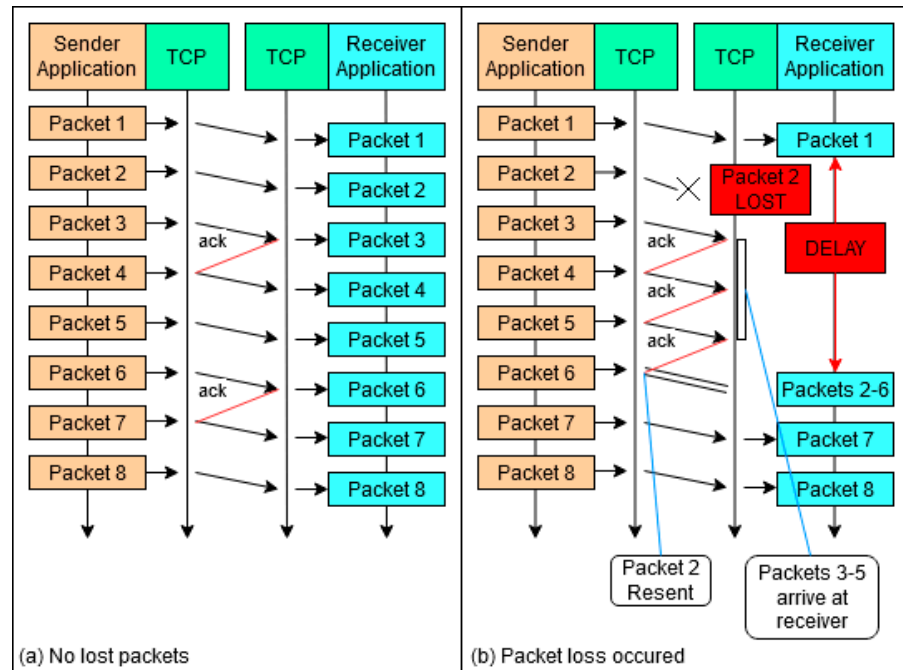 Sender
Application
TCP
TCP
Receiver
Application
Packet 1
Packet 2
Packet 3
Packet 4
Packet 5
Packet 6
Packet 7
Packet 8
ack
ack
Packet 1
Packet 2
Packet 3
Packet 4
Packet 5
Packet 6
Packet 7
Packet 8
(a) No lost packets
Sender
Application
TCP
TCP
Receiver
Application
Packet 1
Packet 2
Packet 3
Packet 4
Packet 5
Packet 6
Packet 7
Packet 8
ack
ack
ack
Packet 2
LOST
Packet 1
DELAY
Packets 2-6
Packet 7
Packet 8
Packet 2
Resent
Packets 3-5
arrive at
receiver
(b) Packet loss occured